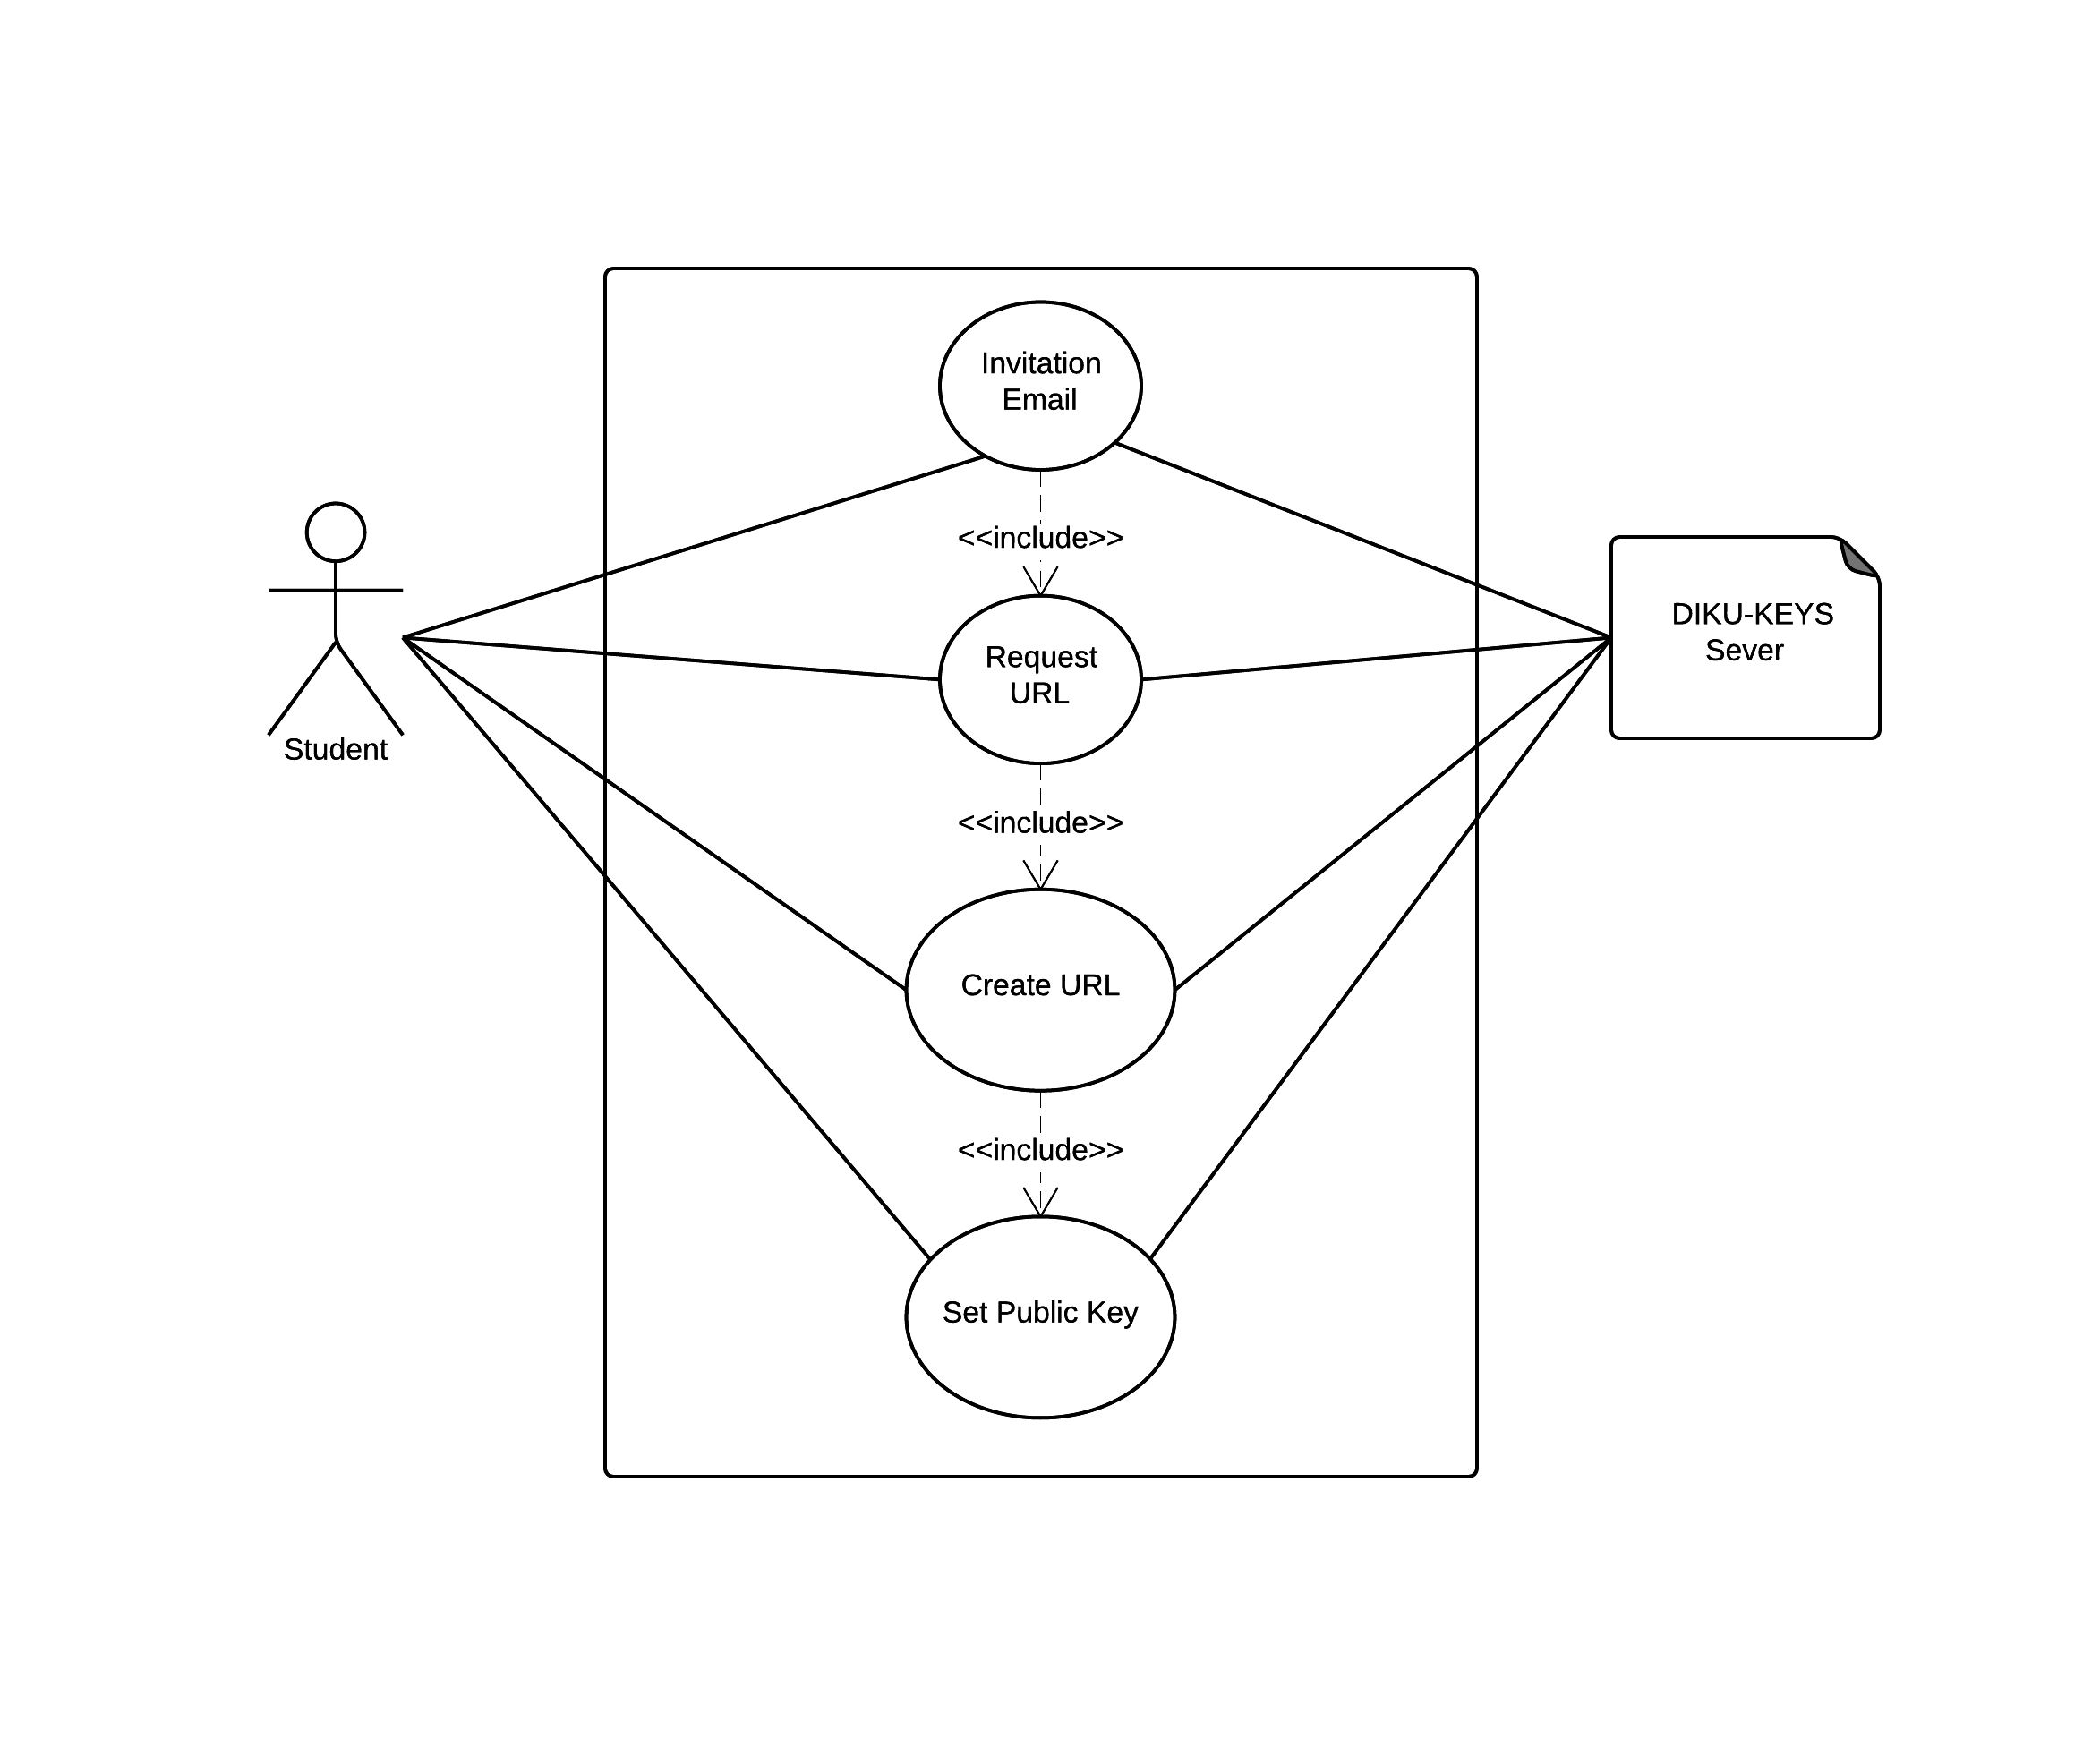 Invitation
Email
<<include>>
Request
URL
<<include>>
Create URL
<<include>>
Set Public Key
Student
DIKU-KEYS
Sever